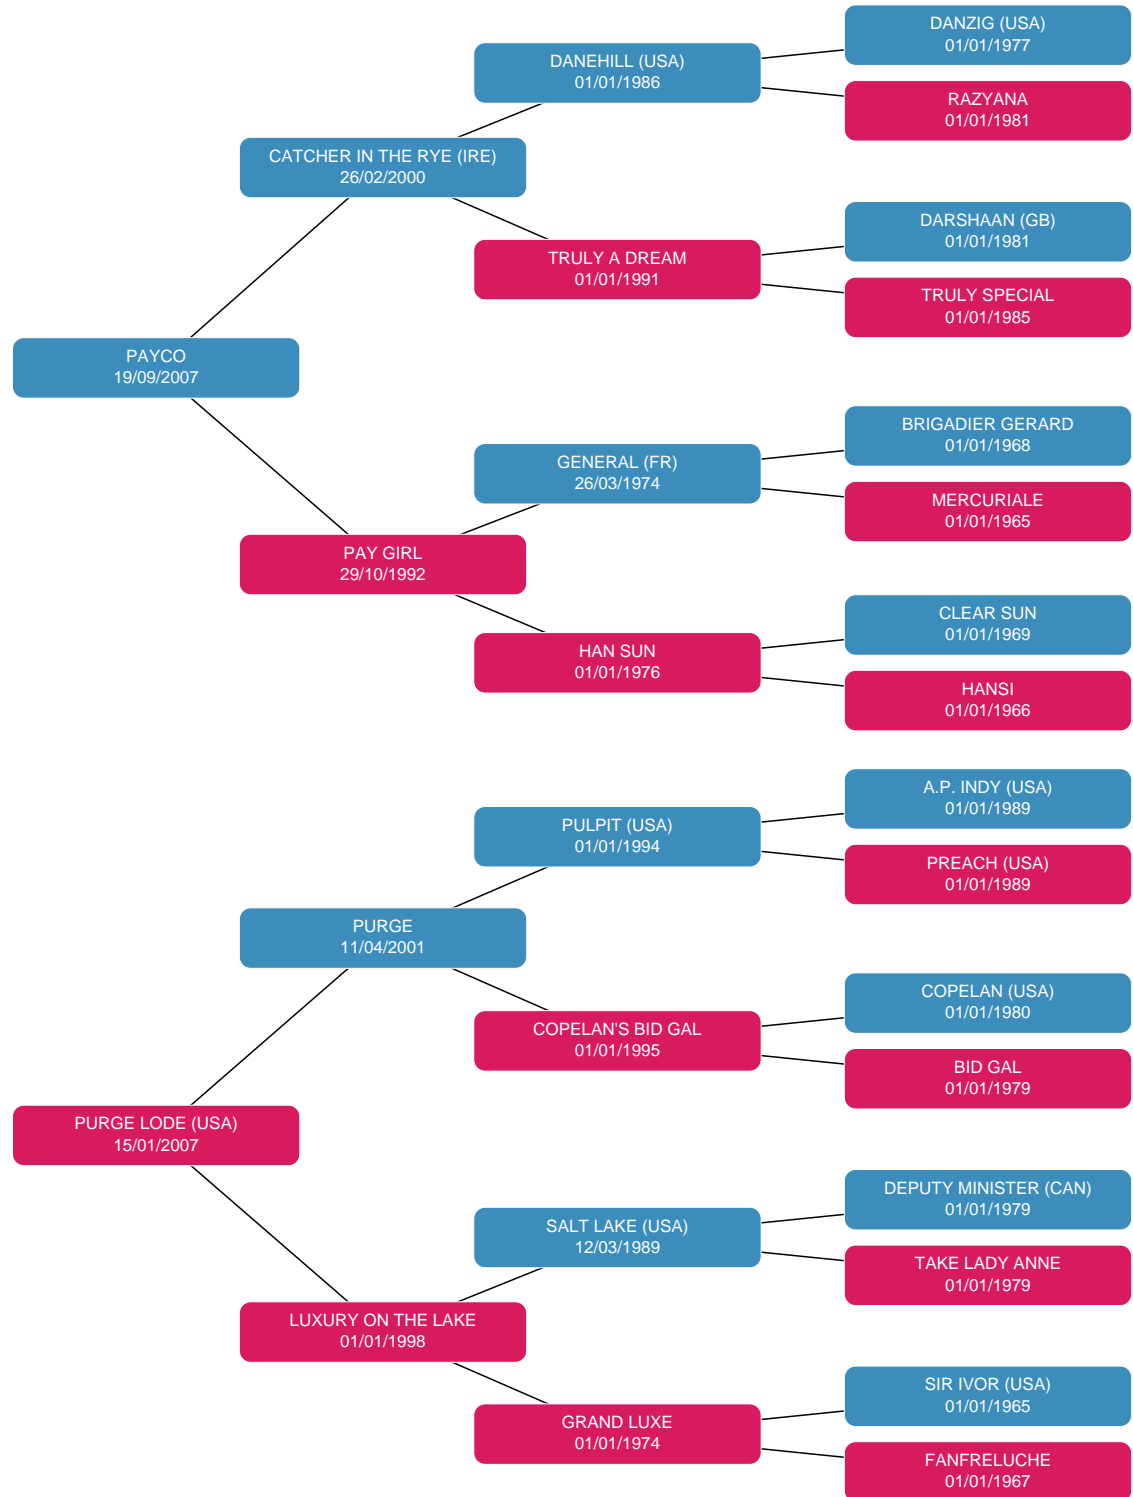 DANZIG (USA)
01/01/1977
DANEHILL (USA)
01/01/1986
RAZYANA
01/01/1981
CATCHER IN THE RYE (IRE)
26/02/2000
DARSHAAN (GB)
01/01/1981
TRULY A DREAM
01/01/1991
TRULY SPECIAL
01/01/1985
PAYCO
19/09/2007
BRIGADIER GERARD
01/01/1968
GENERAL (FR)
26/03/1974
MERCURIALE
01/01/1965
PAY GIRL
29/10/1992
CLEAR SUN
01/01/1969
HAN SUN
01/01/1976
HANSI
01/01/1966
A.P. INDY (USA)
01/01/1989
PULPIT (USA)
01/01/1994
PREACH (USA)
01/01/1989
PURGE
11/04/2001
COPELAN (USA)
01/01/1980
COPELAN'S BID GAL
01/01/1995
BID GAL
01/01/1979
PURGE LODE (USA)
15/01/2007
DEPUTY MINISTER (CAN)
01/01/1979
SALT LAKE (USA)
12/03/1989
TAKE LADY ANNE
01/01/1979
LUXURY ON THE LAKE
01/01/1998
SIR IVOR (USA)
01/01/1965
GRAND LUXE
01/01/1974
FANFRELUCHE
01/01/1967